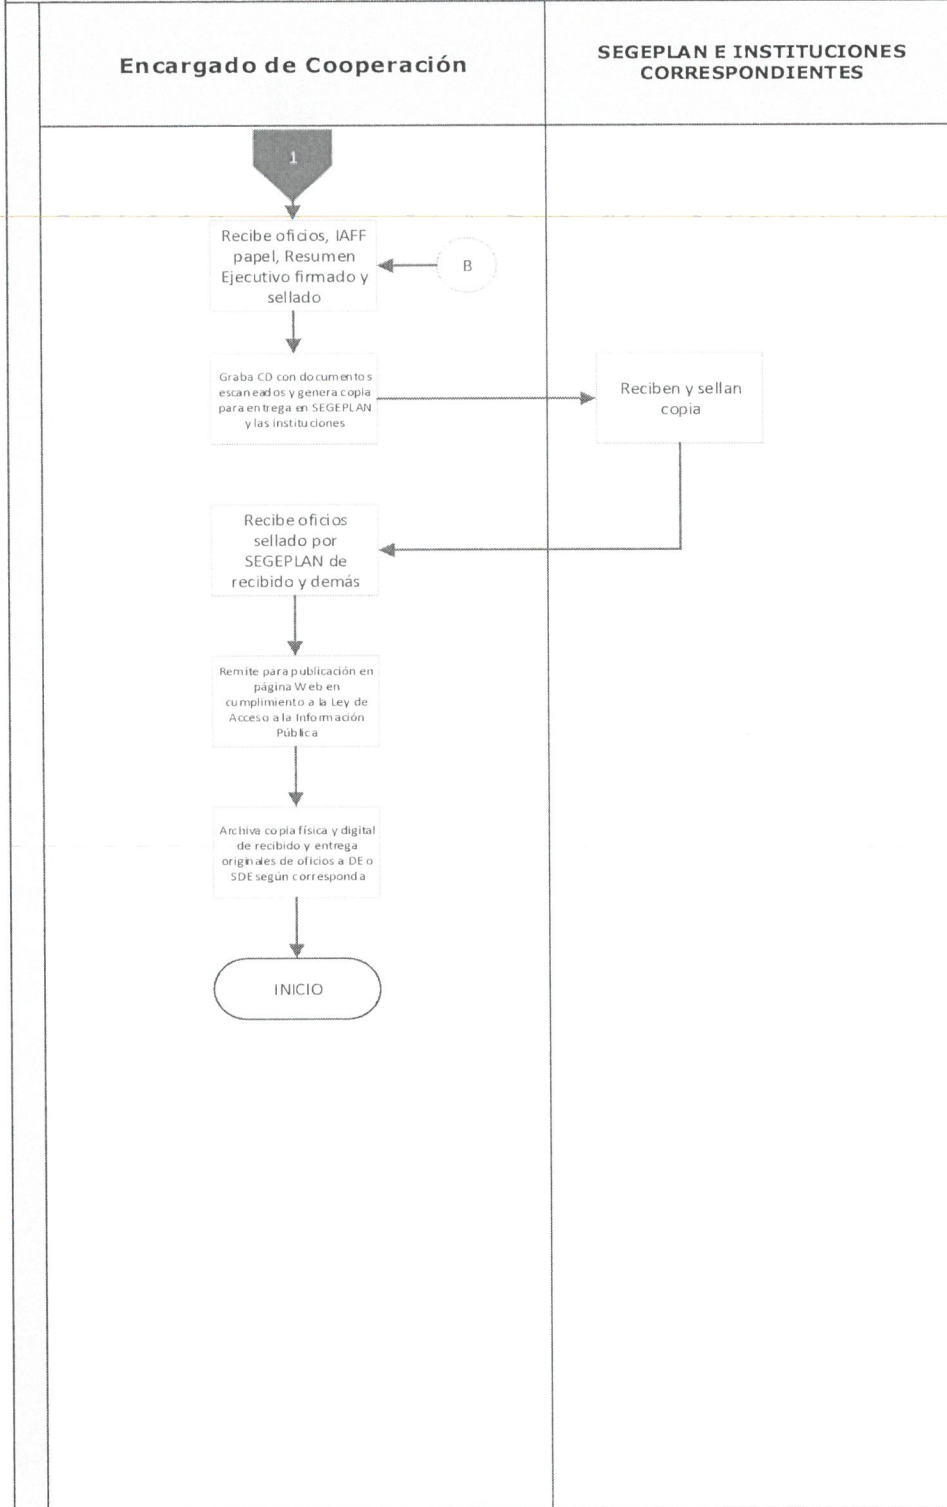 Encargado de Cooperación
SEGEPLAN E INSTITUCIONES
CORRESPONDIENTES
1
Recibe oficios, IAFF
papel, Resumen
Ejecutivo firmado y
sellado
B
Graba CD con documentos
escaneados y genera copia
para entrega en SEGEPLAN
y las instituciones
Reciben y sellan
copia
Recibe oficios
sellado por
SEGEPLAN de
recibido y demás
Remite para publicación en
página Web en
cumplimiento a la Ley de
Acceso a la Información
Pública
Archiva copia física y digital
de recibido y entrega
originales de oficios a DE o
SDE según corresponda
INICIO